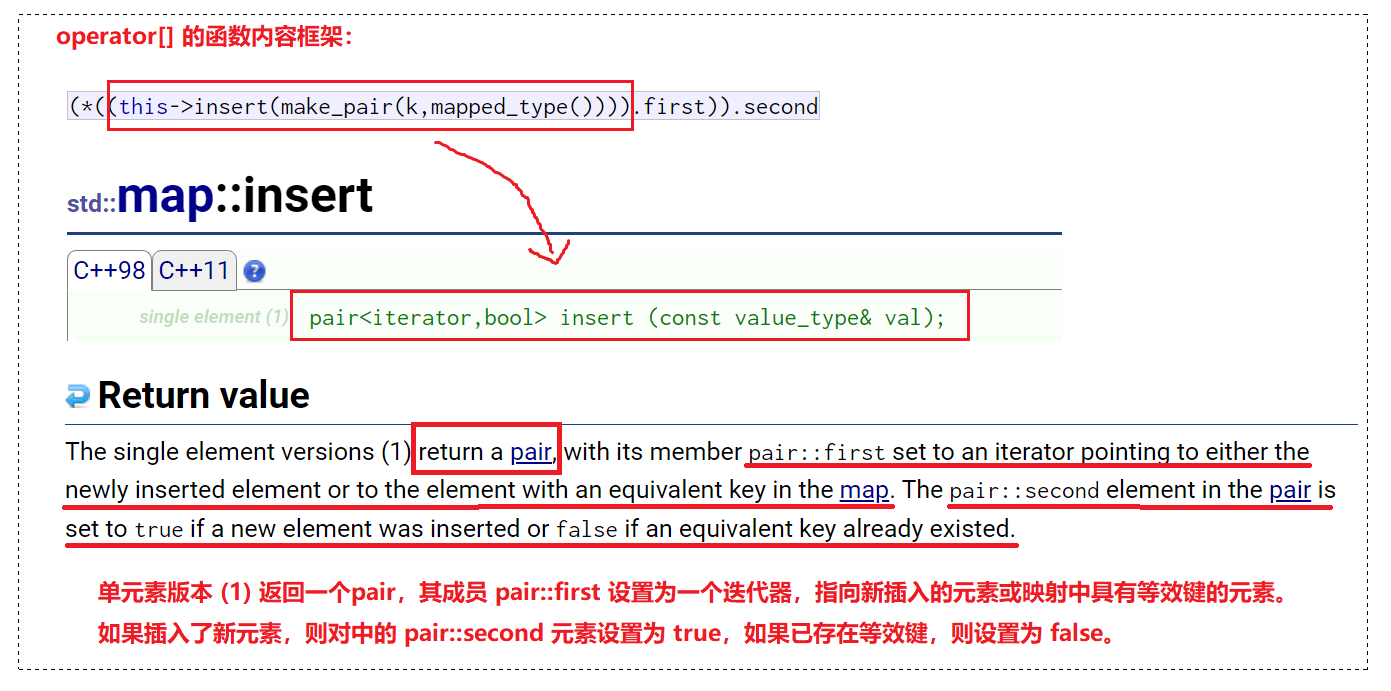 operator[] 的函数内容框架：
(*((this->insert(make_pair(k,mapped_type()))).first)).second
std::map::insert
C++98 C++11 ?
single element (1) pair<iterator,bool> insert (const value_type& val);
Return value
The single element versions (1) return a pair, with its member pair::first set to an iterator pointing to either the
newly inserted element or to the element with an equivalent key in the map. The pair::second element in the pair is
set to true if a new element was inserted or false if an equivalent key already existed.
单元素版本 (1) 返回一个pair，其成员 pair::first 设置为一个迭代器，指向新插入的元素或映射中具有等效键的元素。
如果插入了新元素，则对中的 pair::second 元素设置为 true，如果已存在等效键，则设置为 false。